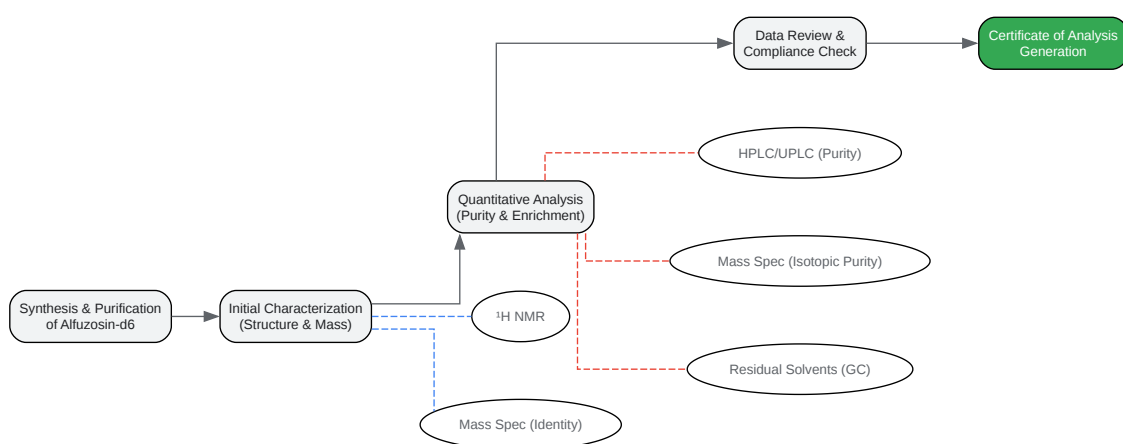 Data Review &
Compliance Check
Certificate of Analysis
Generation
HPLC/UPLC (Purity)
Quantitative Analysis
(Purity & Enrichment)
Mass Spec (Isotopic Purity)
Synthesis & Purification
of Alfuzosin-d6
Initial Characterization
(Structure & Mass)
¹H NMR
Residual Solvents (GC)
Mass Spec (Identity)